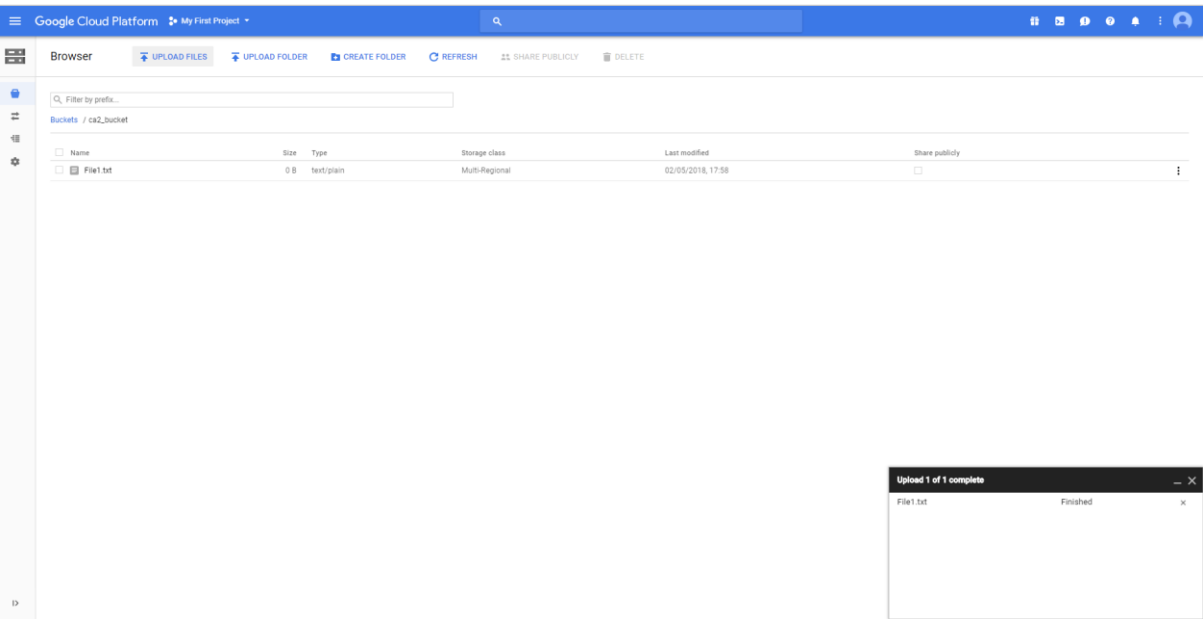 Google Cloud Platform My First Project
Browser UPLOAD FILES UPLOAD FOLDER CREATE FOLDER REFRESH SHARE PUBLICLY DELETE
Filter by prefix...
Buckets / ca2_bucket
Name Size Type Storage class Last modified Share publicly
File1.txt 0 B text/plain Multi-Regional 02/05/2018, 17:58
Upload 1 of 1 complete
File1.txt Finished